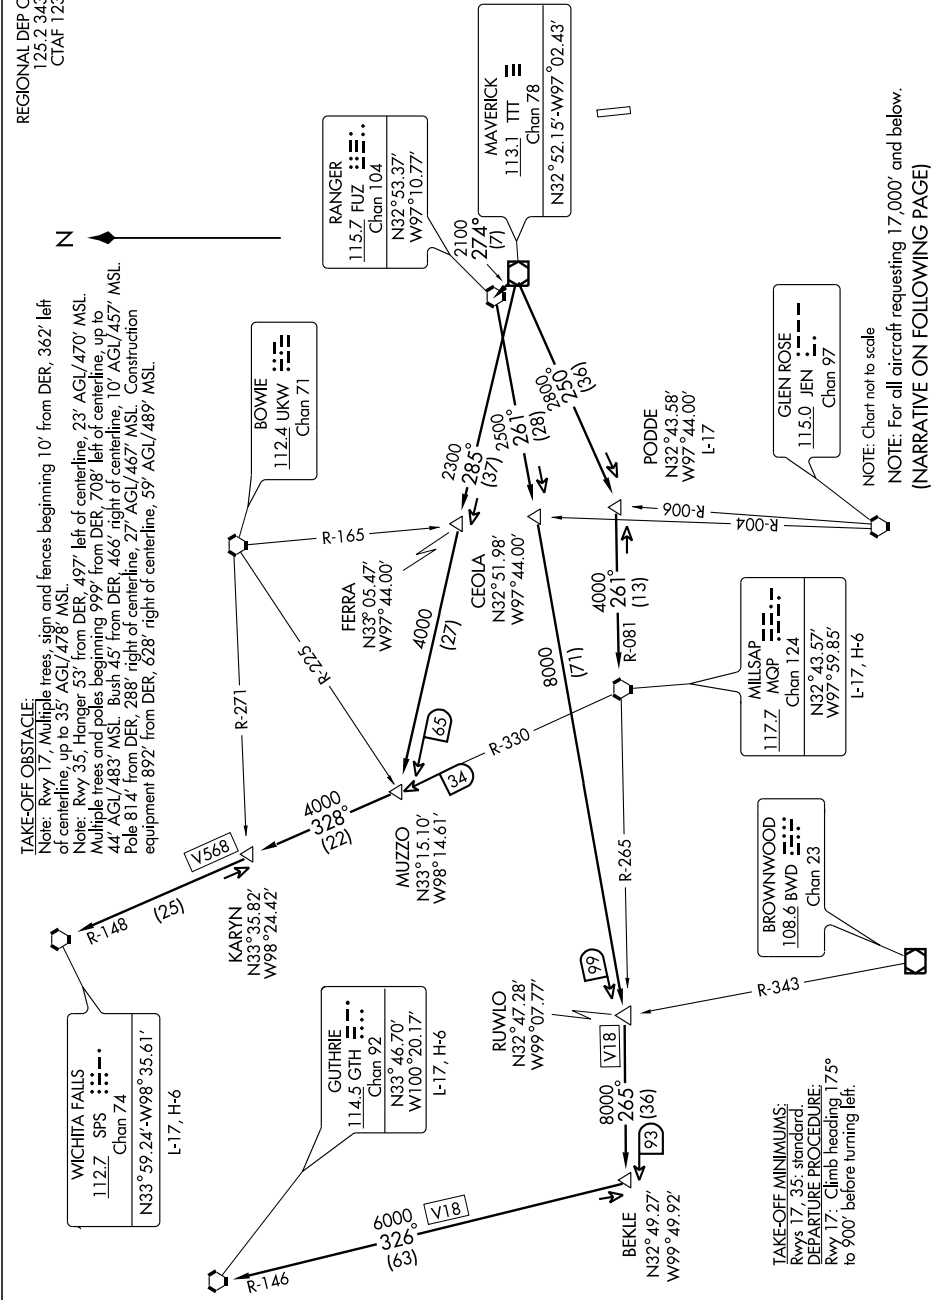 REGIONAL DEP C
125.2 343
CTAF 123
TAKE-OFF OBSTACLE:
Note: Rwy 17, Multiple trees, sign and fences beginning 10' from DER, 362' left
of centerline, up to 35' AGL/478' MSL.
Note: Rwy 35, Hanger 53' from DER, 497' left of centerline, 23' AGL/470' MSL.
Multiple trees and poles beginning 999' from DER, 708' left of centerline, up to
44' AGL/483' MSL. Bush 45' from DER, 466' right of centerline, 10' AGL/457' MSL.
Pole 814' from DER, 288' right of centerline, 27' AGL/467' MSL. Construction
equipment 892' from DER, 628' right of centerline, 59' AGL/489' MSL.
N
WICHITA FALLS
112.7 SPS
Chan 74
N33°59.24'-W98°35.61'
L-17, H-6
R-148
(25)
V568
KARYN
N33°35.82'
W98°24.42'
R-271
BOWIE
112.4 UKW
Chan 71
R-225
R-165
4000
328°
(22)
MUZZO
N33°15.10'
W98°14.61'
65
34
R-330
4000
(27)
FERRA
N33°05.47'
W97°44.00'
2300
285°
(37)
RANGER
115.7 FUZ
Chan 104
N32°53.37'
W97°10.77'
MAVERICK
113.1 TTT
Chan 78
N32°52.15'-W97°02.43'
2100
274°
(7)
2500
261°
(28)
2800
250°
(36)
CEOLA
N32°51.98'
W97°44.00'
8000
(71)
PODDE
N32°43.58'
W97°44.00'
L-17
4000
261°
(13)
R-081
R-006
R-004
GLEN ROSE
115.0 JEN
Chan 97
MILLSAP
117.7 MQP
Chan 124
N32°43.57'
W97°59.85'
L-17, H-6
R-265
GUTHRIE
114.5 GTH
Chan 92
N33°46.70'
W100°20.17'
L-17, H-6
R-146
6000
326°
(63)
V18
BEKLE
N32°49.27'
W99°49.92'
93
8000
265°
(36)
V18
RUWLO
N32°47.28'
W99°07.77'
99
R-343
BROWNWOOD
108.6 BWD
Chan 23
TAKE-OFF MINIMUMS:
Rwys 17, 35: standard.
DEPARTURE PROCEDURE:
Rwy 17: Climb heading 175°
to 900' before turning left.
NOTE: Chart not to scale
NOTE: For all aircraft requesting 17,000' and below.
(NARRATIVE ON FOLLOWING PAGE)